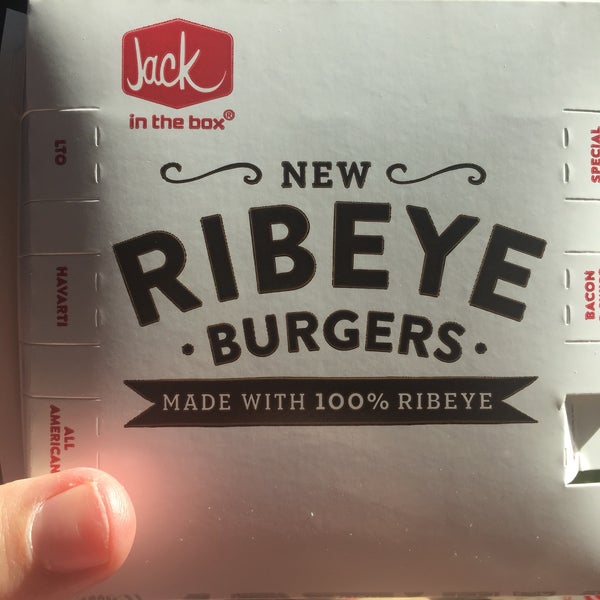 Jack
in the box®
NEW
RIBEYE
BURGERS
MADE WITH 100% RIBEYE
LTO
HAVARTI
ALL
AMERICAN
SPECIAL
BACON